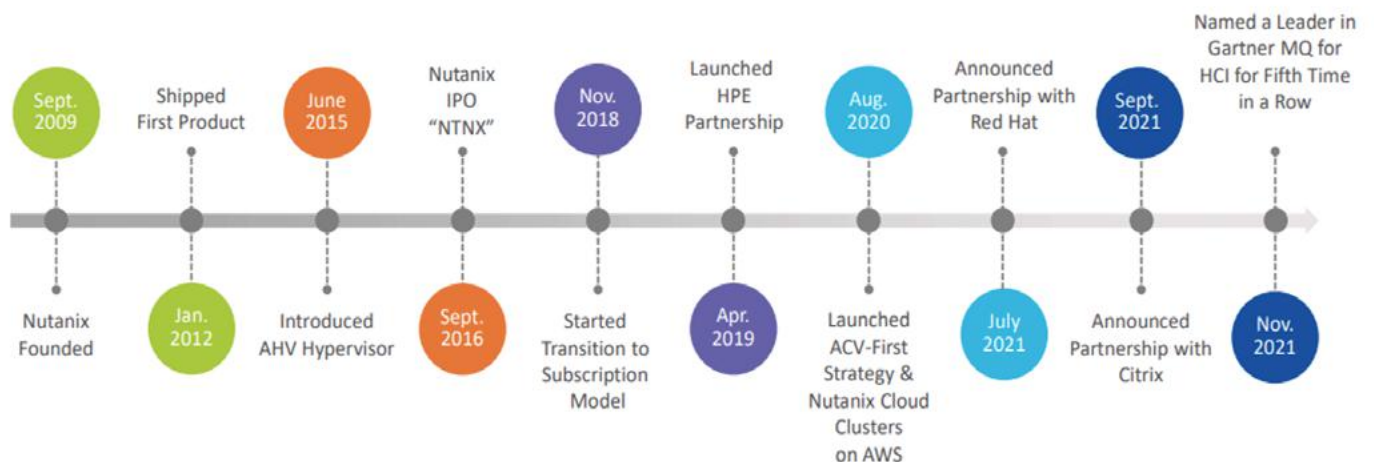 Sept.
2009
Nutanix
Founded
Shipped
First Product
Jan.
2012
June
2015
Introduced
AHV Hypervisor
Nutanix
IPO
“NTNX”
Sept.
2016
Nov.
2018
Started
Transition to
Subscription
Model
Launched
HPE
Partnership
Apr.
2019
Aug.
2020
Launched
ACV-First
Strategy &
Nutanix Cloud
Clusters
on AWS
Announced
Partnership with
Red Hat
July
2021
Sept.
2021
Announced
Partnership with
Citrix
Named a Leader in
Gartner MQ for
HCI for Fifth Time
in a Row
Nov.
2021